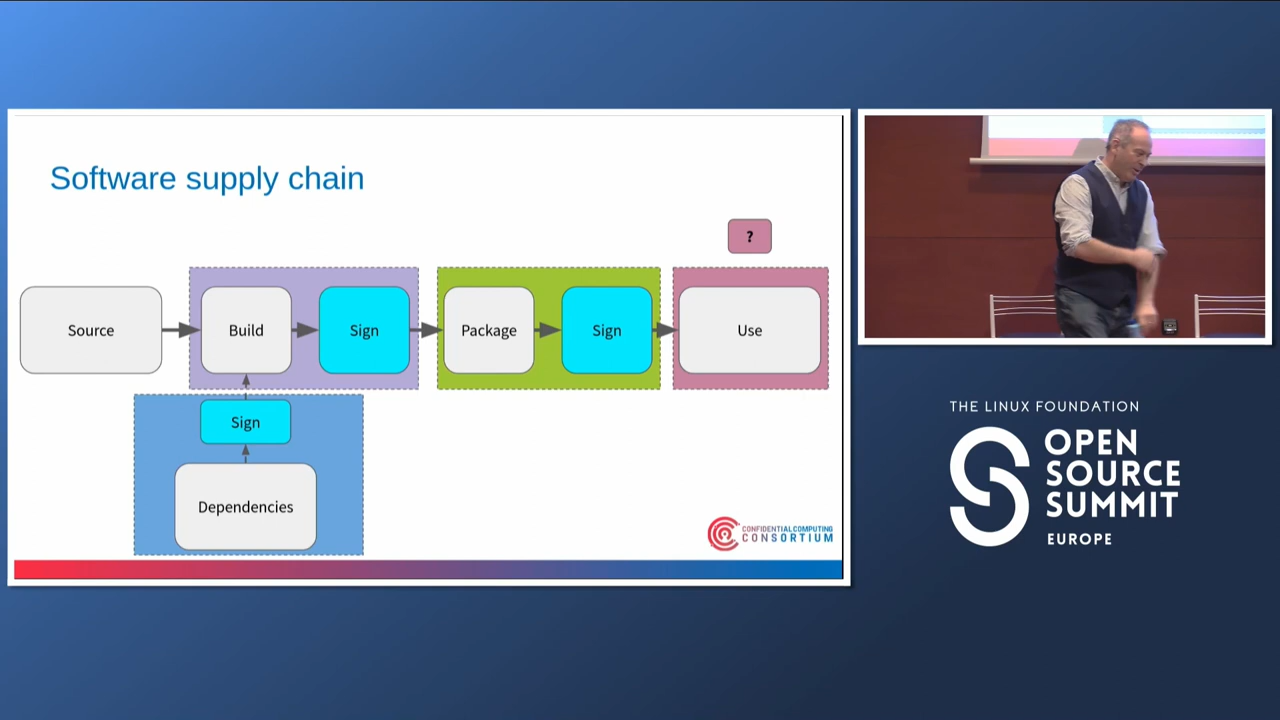 Software supply chain
?
Source
Build
Sign
Package
Sign
Use
Sign
Dependencies
CONFIDENTIAL COMPUTING
CONSORTIUM
THE LINUX FOUNDATION
OPEN
SOURCE
SUMMIT
EUROPE